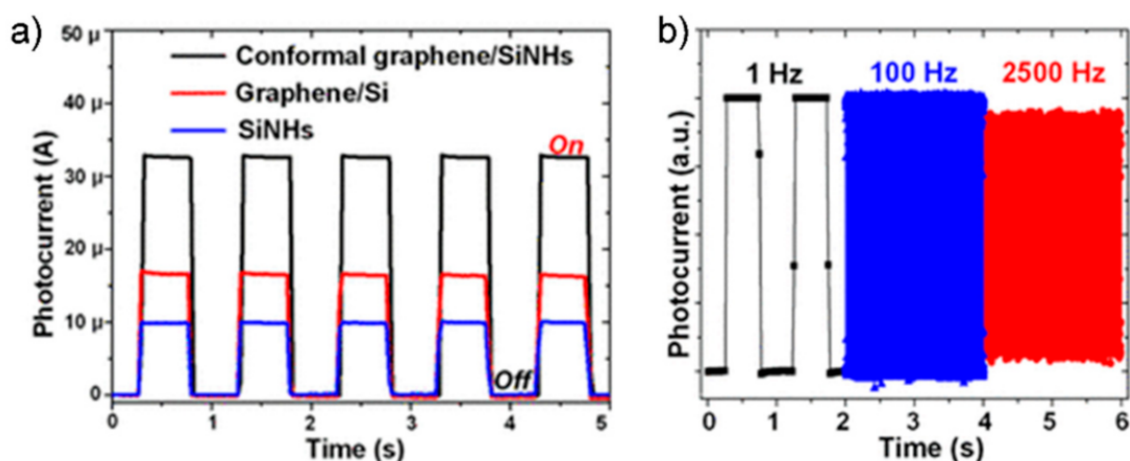 a)
50 μ
40 μ
30 μ
20 μ
10 μ
0
Photocurrent (A)
Conformal graphene/SiNHs
Graphene/Si
SiNHs
On
Off
0 1 2 3 4 5
Time (s)
b)
Photocurrent (a.u.)
1 Hz 100 Hz 2500 Hz
0 1 2 3 4 5 6
Time (s)